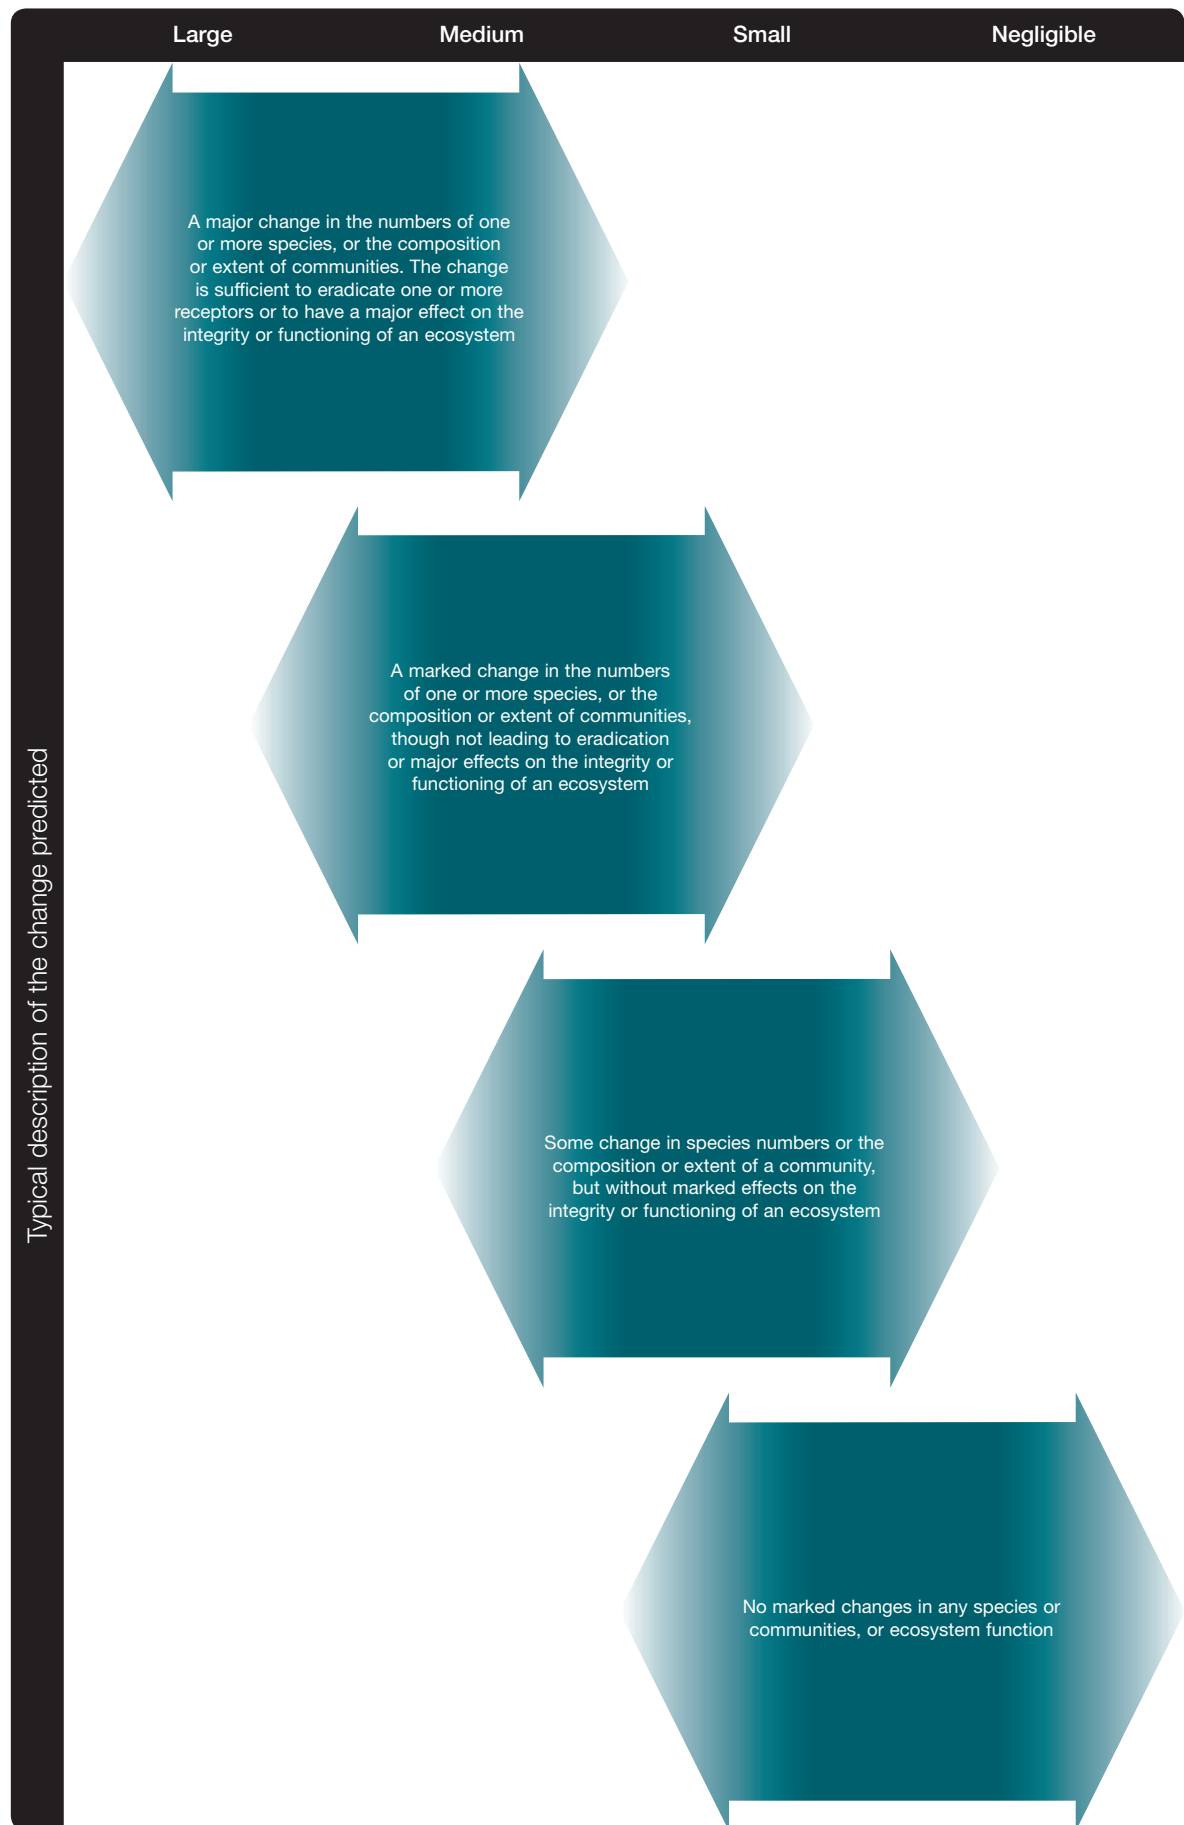 Large Medium Small Negligible
Typical description of the change predicted
A major change in the numbers of one
or more species, or the composition
or extent of communities. The change
is sufficient to eradicate one or more
receptors or to have a major effect on the
integrity or functioning of an ecosystem
A marked change in the numbers
of one or more species, or the
composition or extent of communities,
though not leading to eradication
or major effects on the integrity or
functioning of an ecosystem
Some change in species numbers or the
composition or extent of a community,
but without marked effects on the
integrity or functioning of an ecosystem
No marked changes in any species or
communities, or ecosystem function